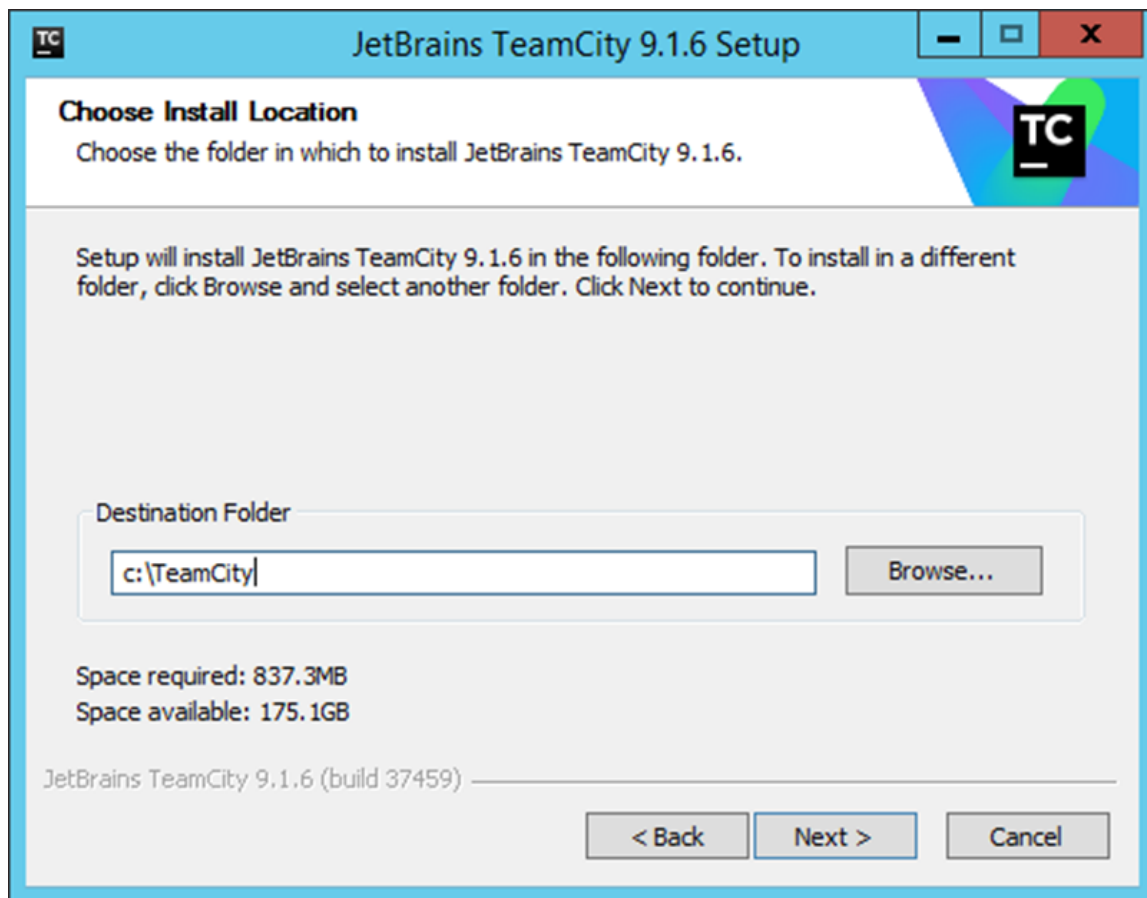 TC
JetBrains TeamCity 9.1.6 Setup
Choose Install Location
Choose the folder in which to install JetBrains TeamCity 9.1.6.
TC
Setup will install JetBrains TeamCity 9.1.6 in the following folder. To install in a different
folder, click Browse and select another folder. Click Next to continue.
Destination Folder
c:\TeamCity
Browse...
Space required: 837.3MB
Space available: 175.1GB
JetBrains TeamCity 9.1.6 (build 37459)
< Back
Next >
Cancel